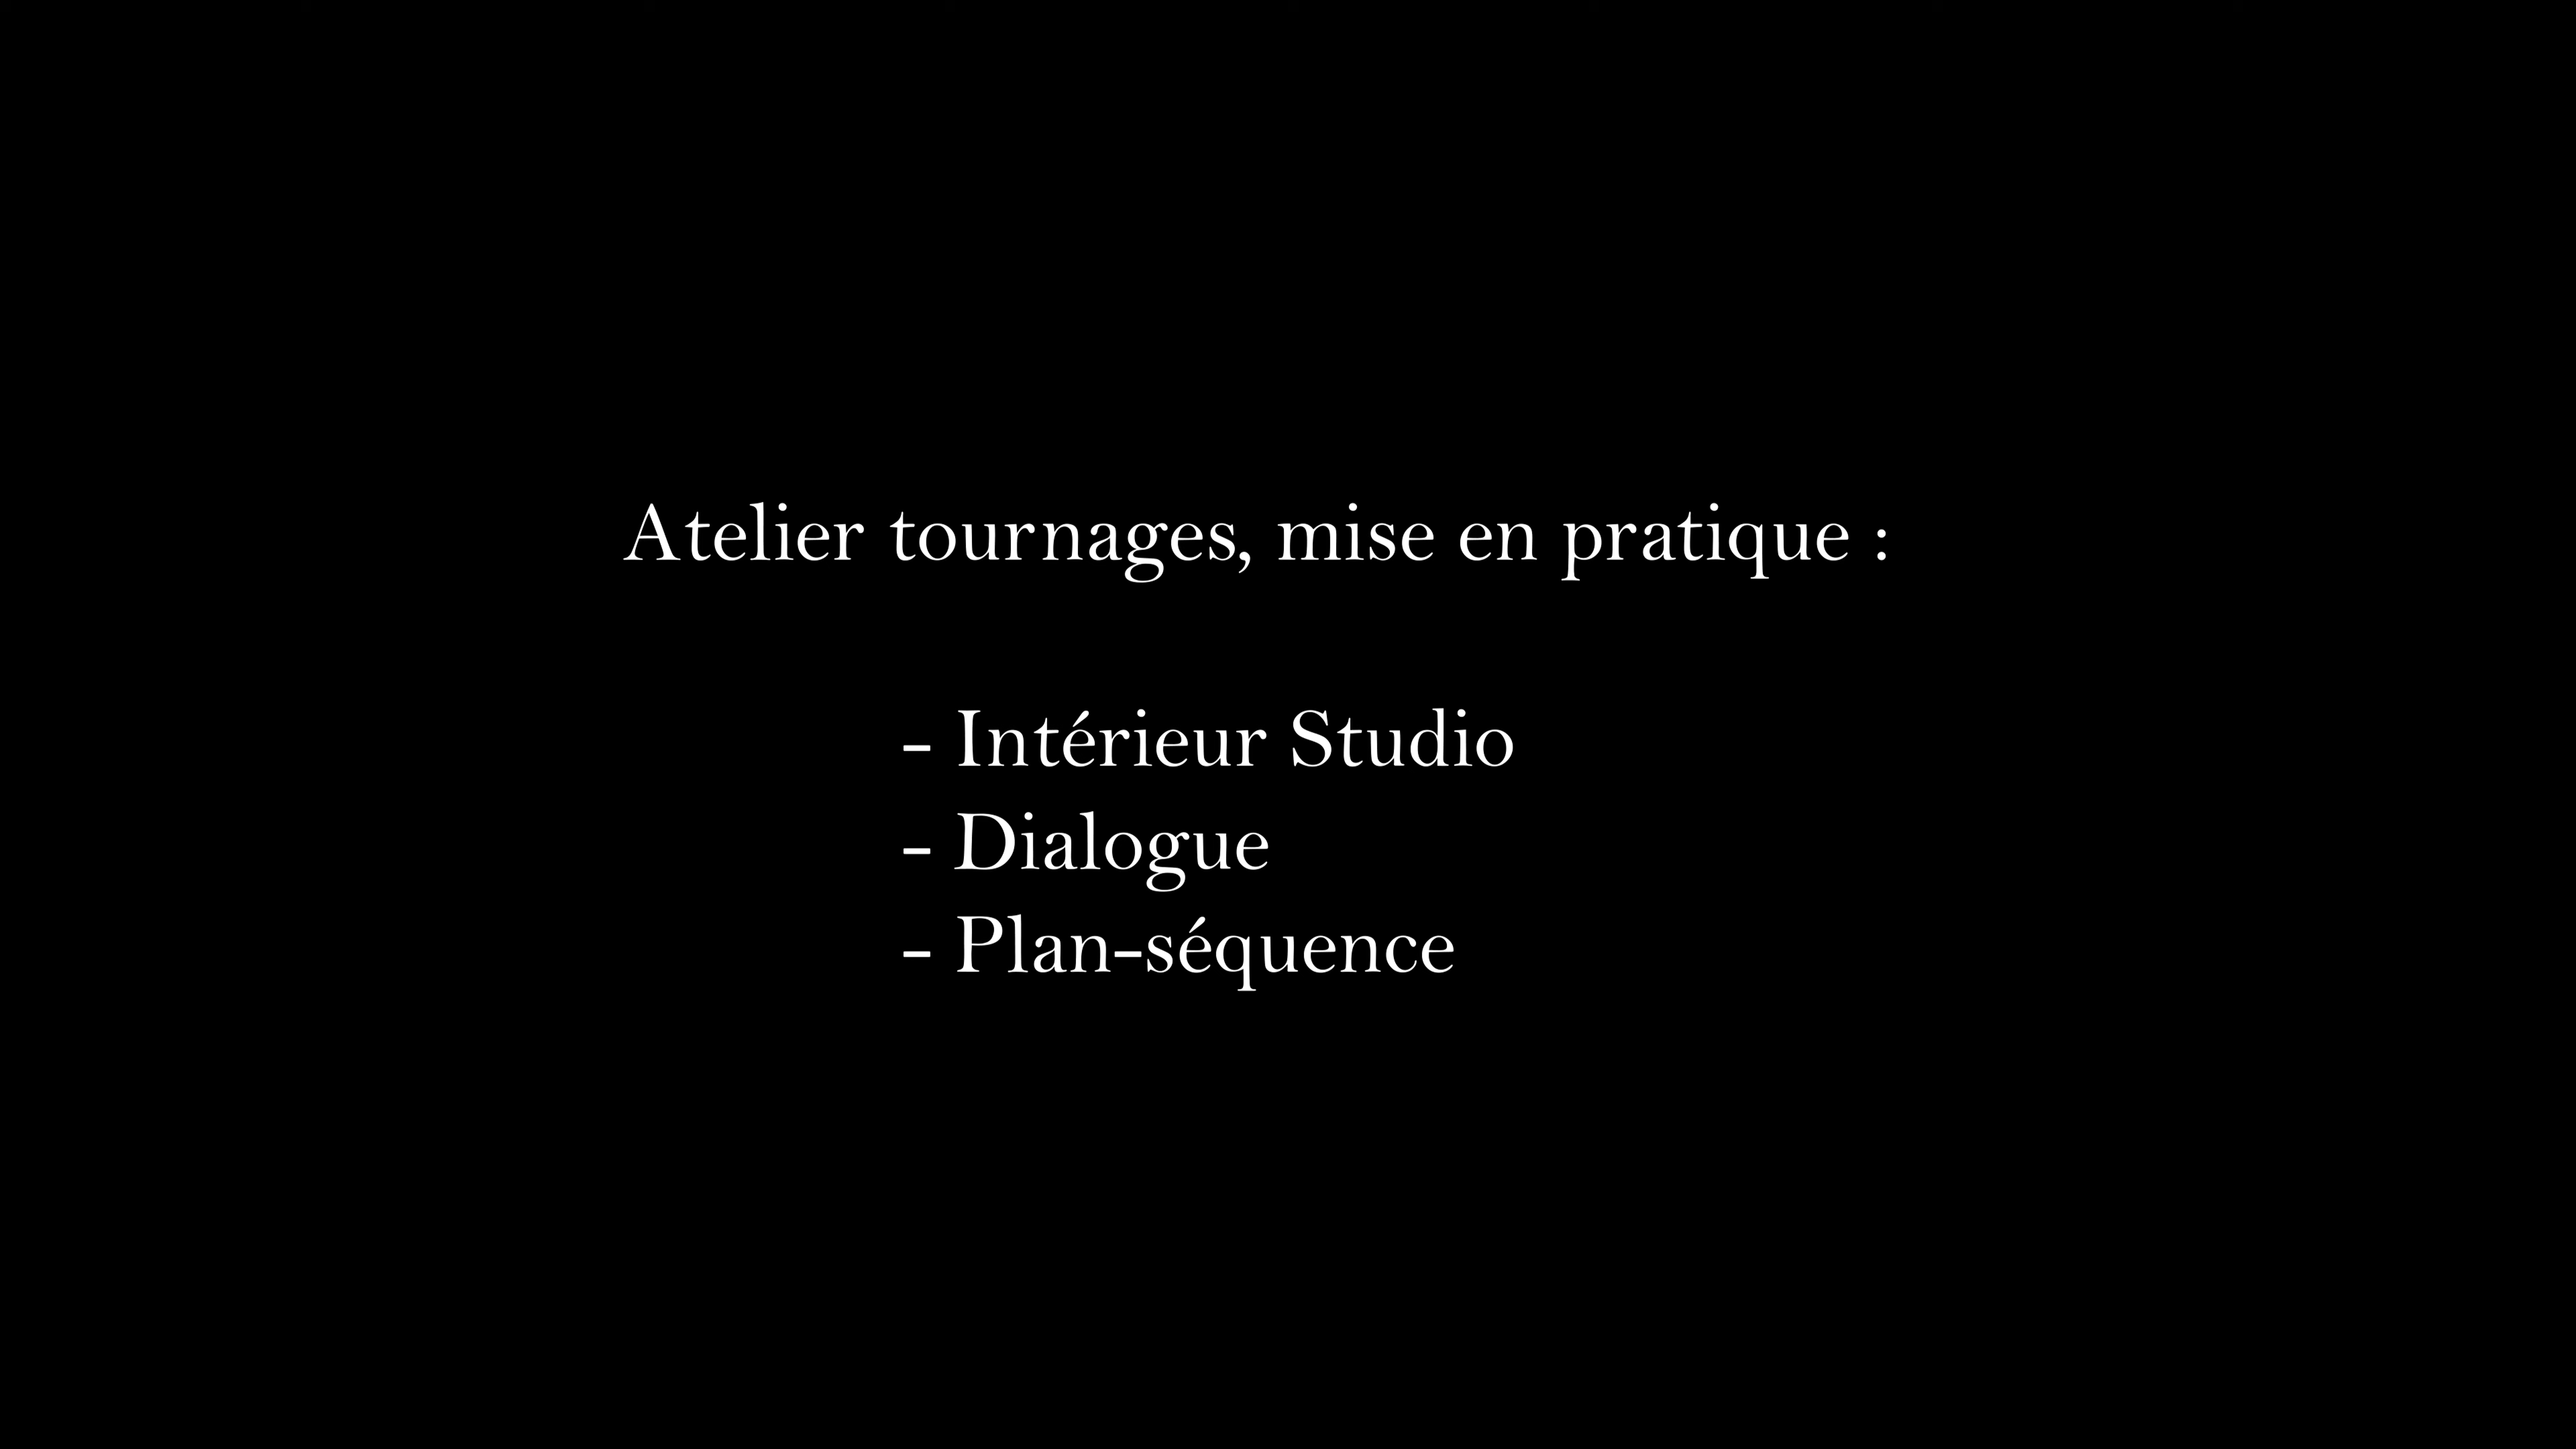 Atelier tournages, mise en pratique :
- Intérieur Studio
- Dialogue
- Plan-séquence